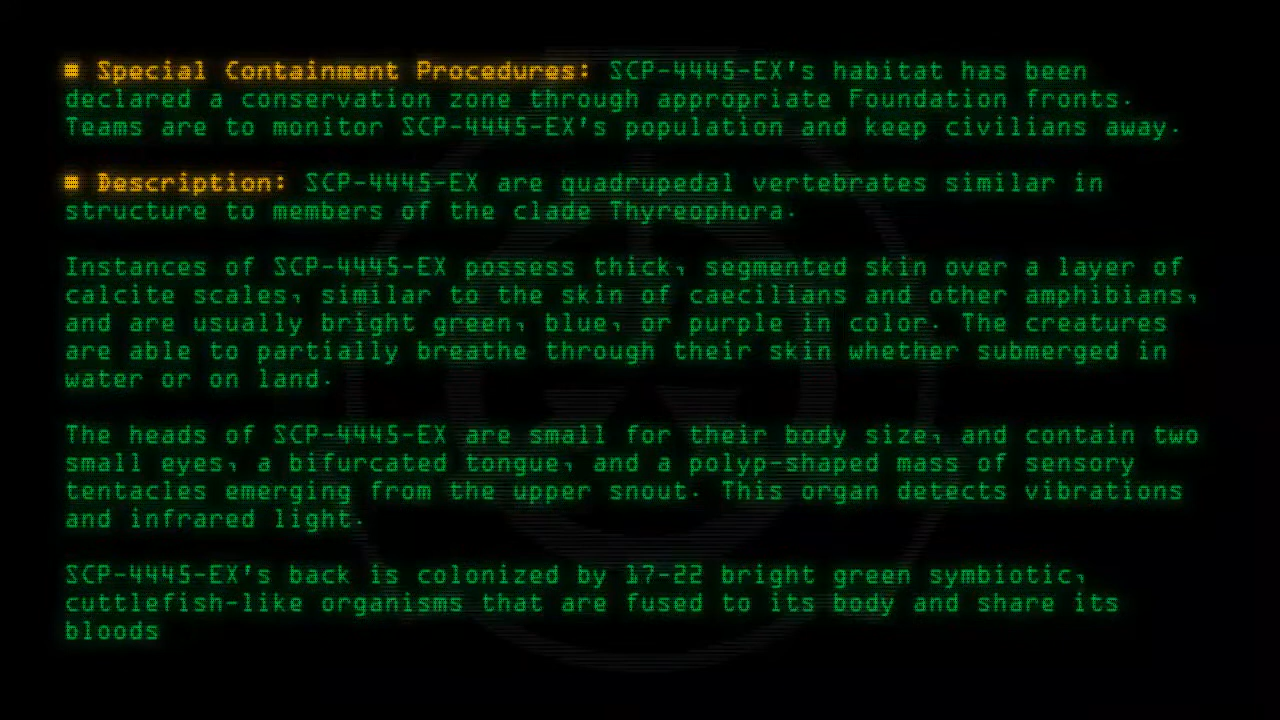 ■ Special Containment Procedures: SCP-4445-EX's habitat has been
declared a conservation zone through appropriate Foundation fronts.
Teams are to monitor SCP-4445-EX's population and keep civilians away.
■ Description: SCP-4445-EX are quadrupedal vertebrates similar in
structure to members of the clade Thyreophora.
Instances of SCP-4445-EX possess thick, segmented skin over a layer of
calcite scales, similar to the skin of caecilians and other amphibians,
and are usually bright green, blue, or purple in color. The creatures
are able to partially breathe through their skin whether submerged in
water or on land.
The heads of SCP-4445-EX are small for their body size, and contain two
small eyes, a bifurcated tongue, and a polyp-shaped mass of sensory
tentacles emerging from the upper snout. This organ detects vibrations
and infrared light.
SCP-4445-EX's back is colonized by 17-22 bright green symbiotic,
cuttlefish-like organisms that are fused to its body and share its
bloods